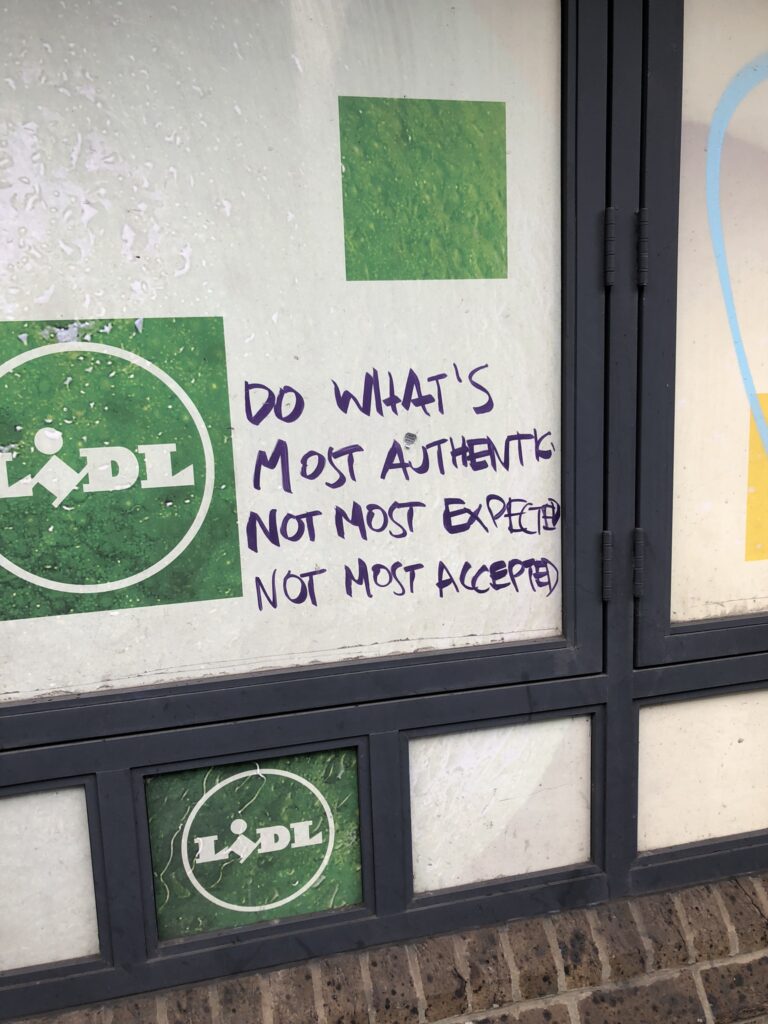 LIDL
DO WHAT'S
MOST AUTHENTIC
NOT MOST EXPECTED
NOT MOST ACCEPTED
LIDL